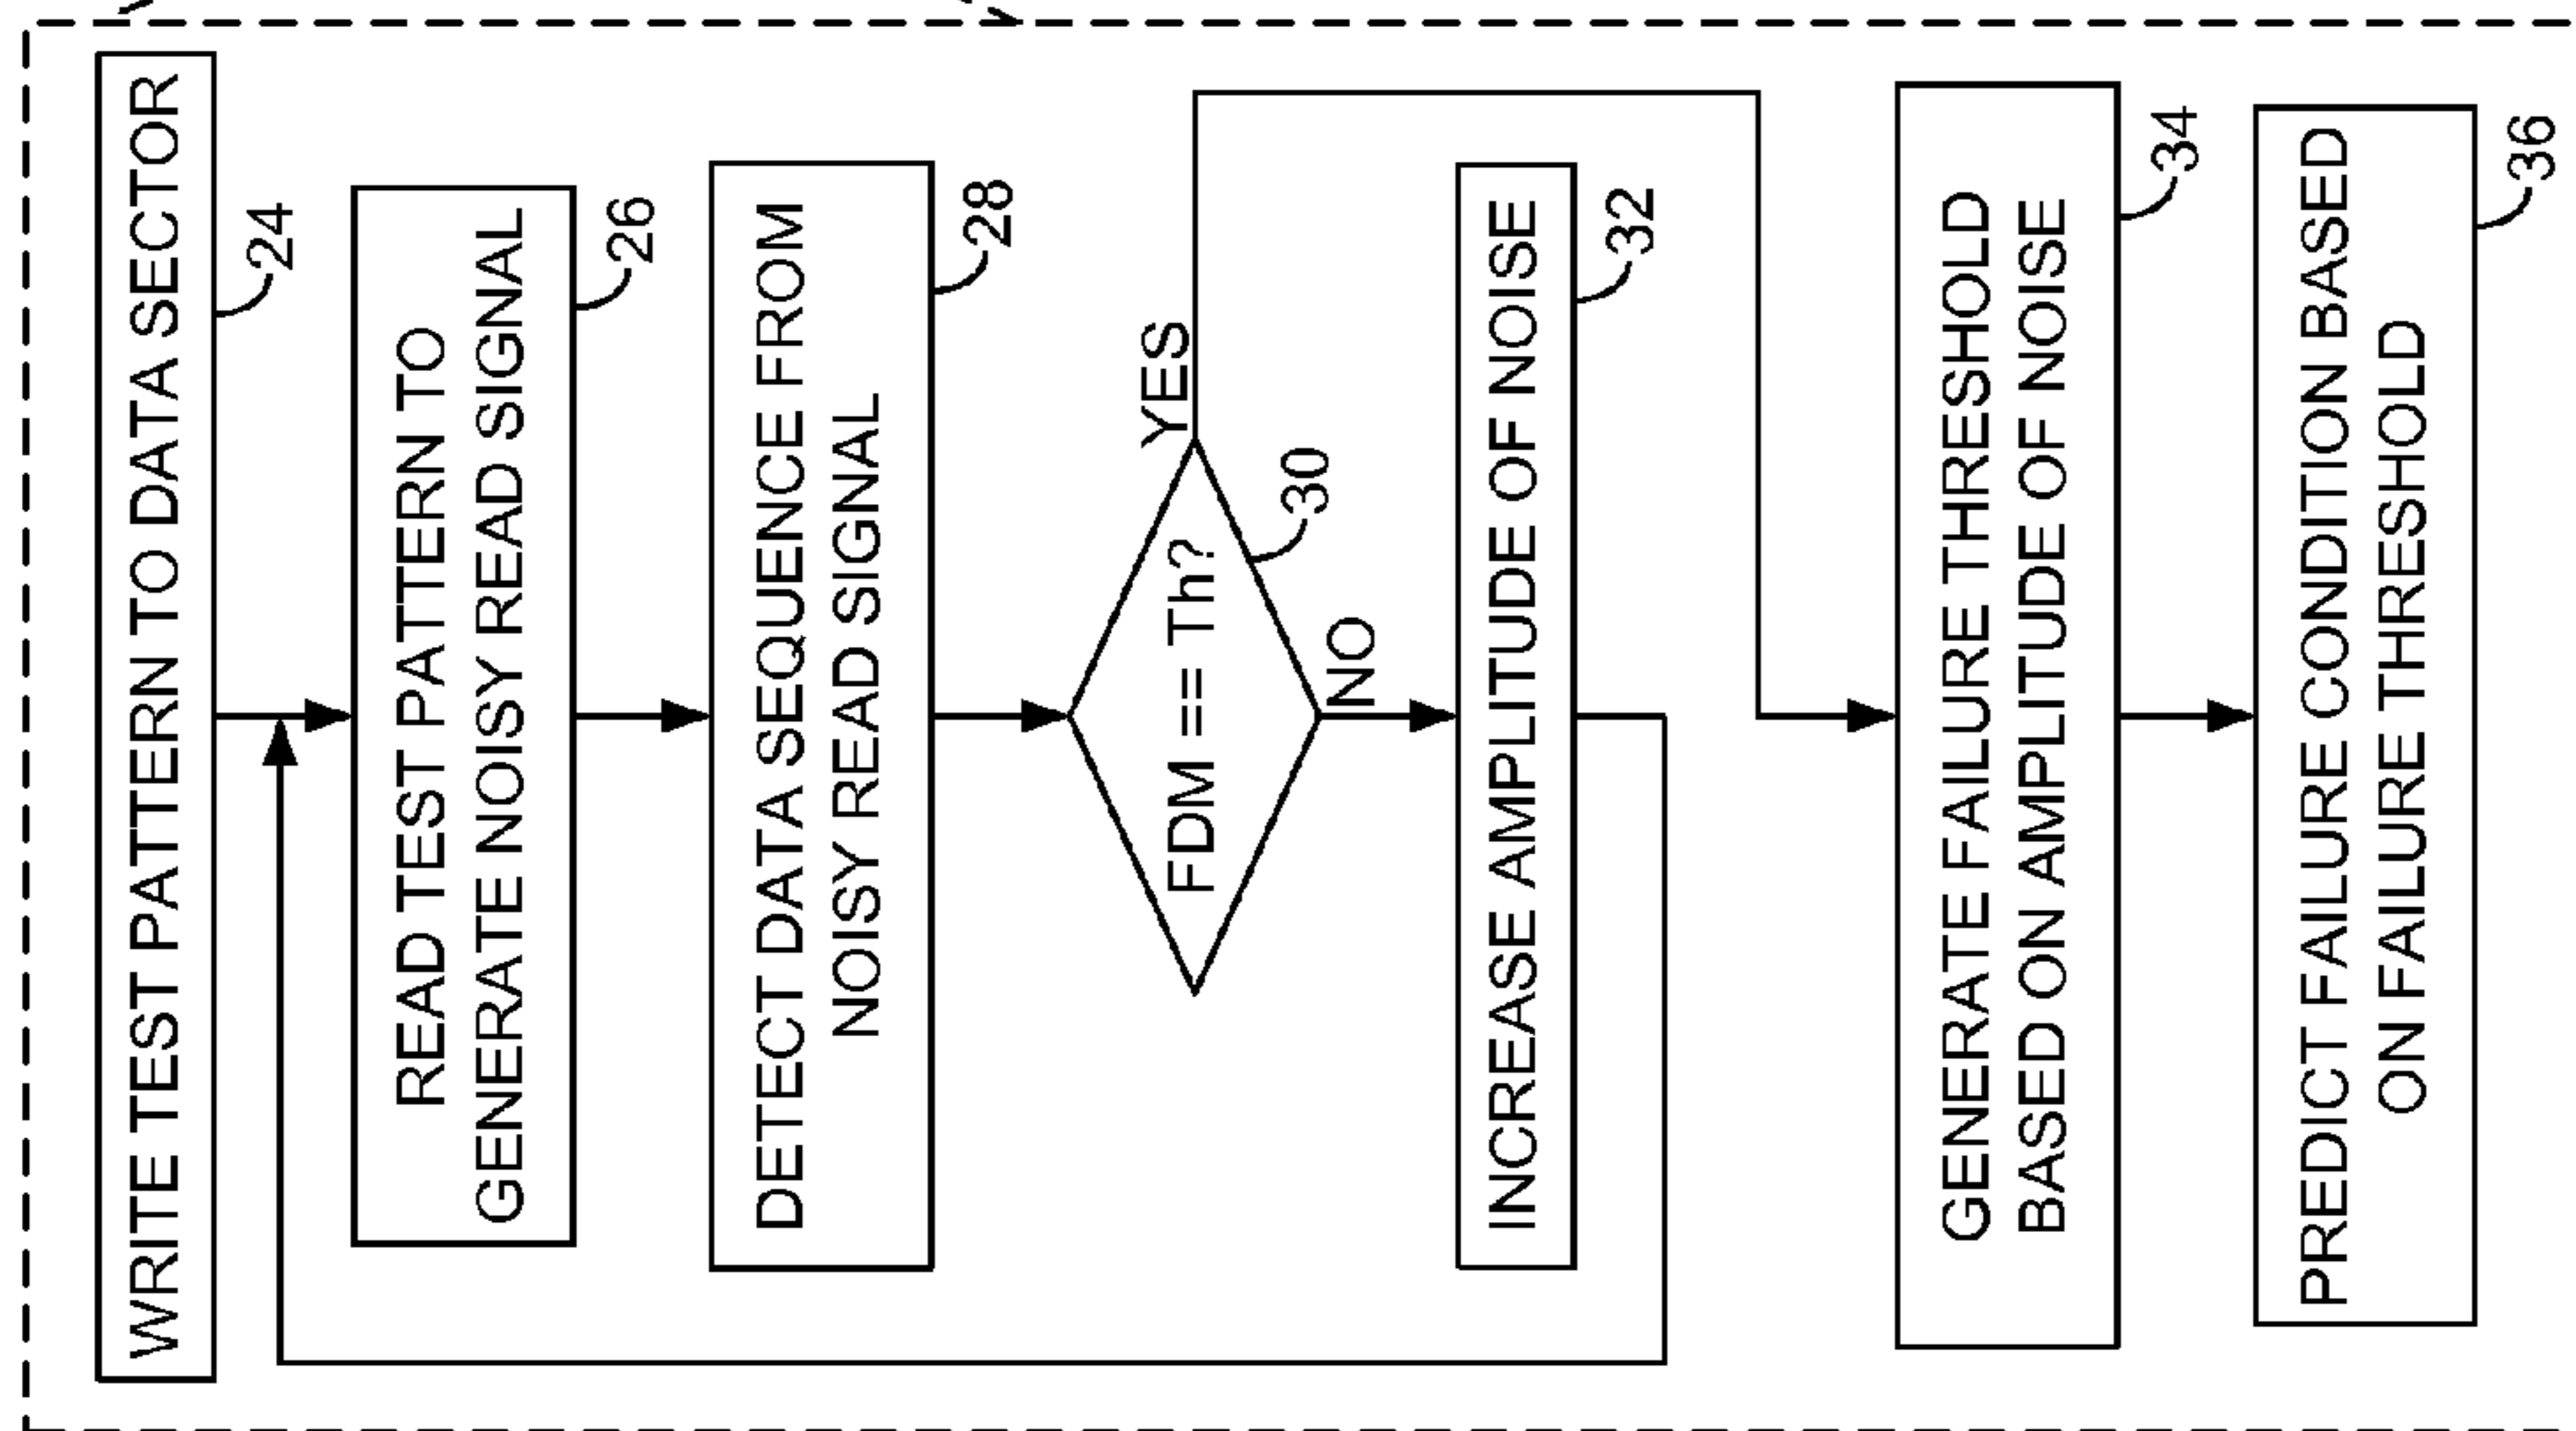 WRITE TEST PATTERN TO DATA SECTOR
24
READ TEST PATTERN TO
GENERATE NOISY READ SIGNAL
26
DETECT DATA SEQUENCE FROM
NOISY READ SIGNAL
28
FDM == Th?
YES
30
NO
INCREASE AMPLITUDE OF NOISE
32
GENERATE FAILURE THRESHOLD
BASED ON AMPLITUDE OF NOISE
34
PREDICT FAILURE CONDITION BASED
ON FAILURE THRESHOLD
36